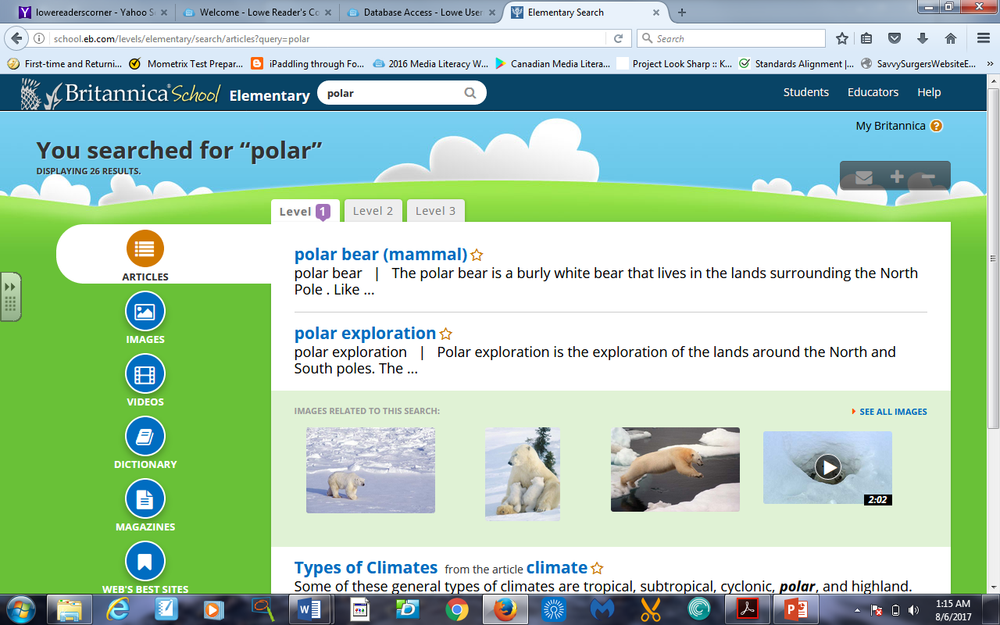 lowereaderscorner - Yahoo S
Welcome - Lowe Reader's Co
Database Access - Lowe User
Elementary Search
school.eb.com/levels/elementary/search/articles?query=polar
Search
First-time and Returni...
Mometrix Test Prepar...
iPaddling through Fo...
2016 Media Literacy W...
Canadian Media Litera...
Project Look Sharp :: K...
Standards Alignment |...
SavvySurgersWebsiteE...
Britannica® School Elementary
polar
Students Educators Help
My Britannica ?
You searched for “polar”
DISPLAYING 26 RESULTS.
Level 1
Level 2
Level 3
ARTICLES
IMAGES
VIDEOS
DICTIONARY
MAGAZINES
WEB'S BEST SITES
polar bear (mammal)
polar bear | The polar bear is a burly white bear that lives in the lands surrounding the North
Pole . Like ...
polar exploration
polar exploration | Polar exploration is the exploration of the lands around the North and
South poles. The ...
IMAGES RELATED TO THIS SEARCH:
SEE ALL IMAGES
2:02
Types of Climates from the article climate
Some of these general types of climates are tropical, subtropical, cyclonic, polar, and highland.
1:15 AM
8/6/2017